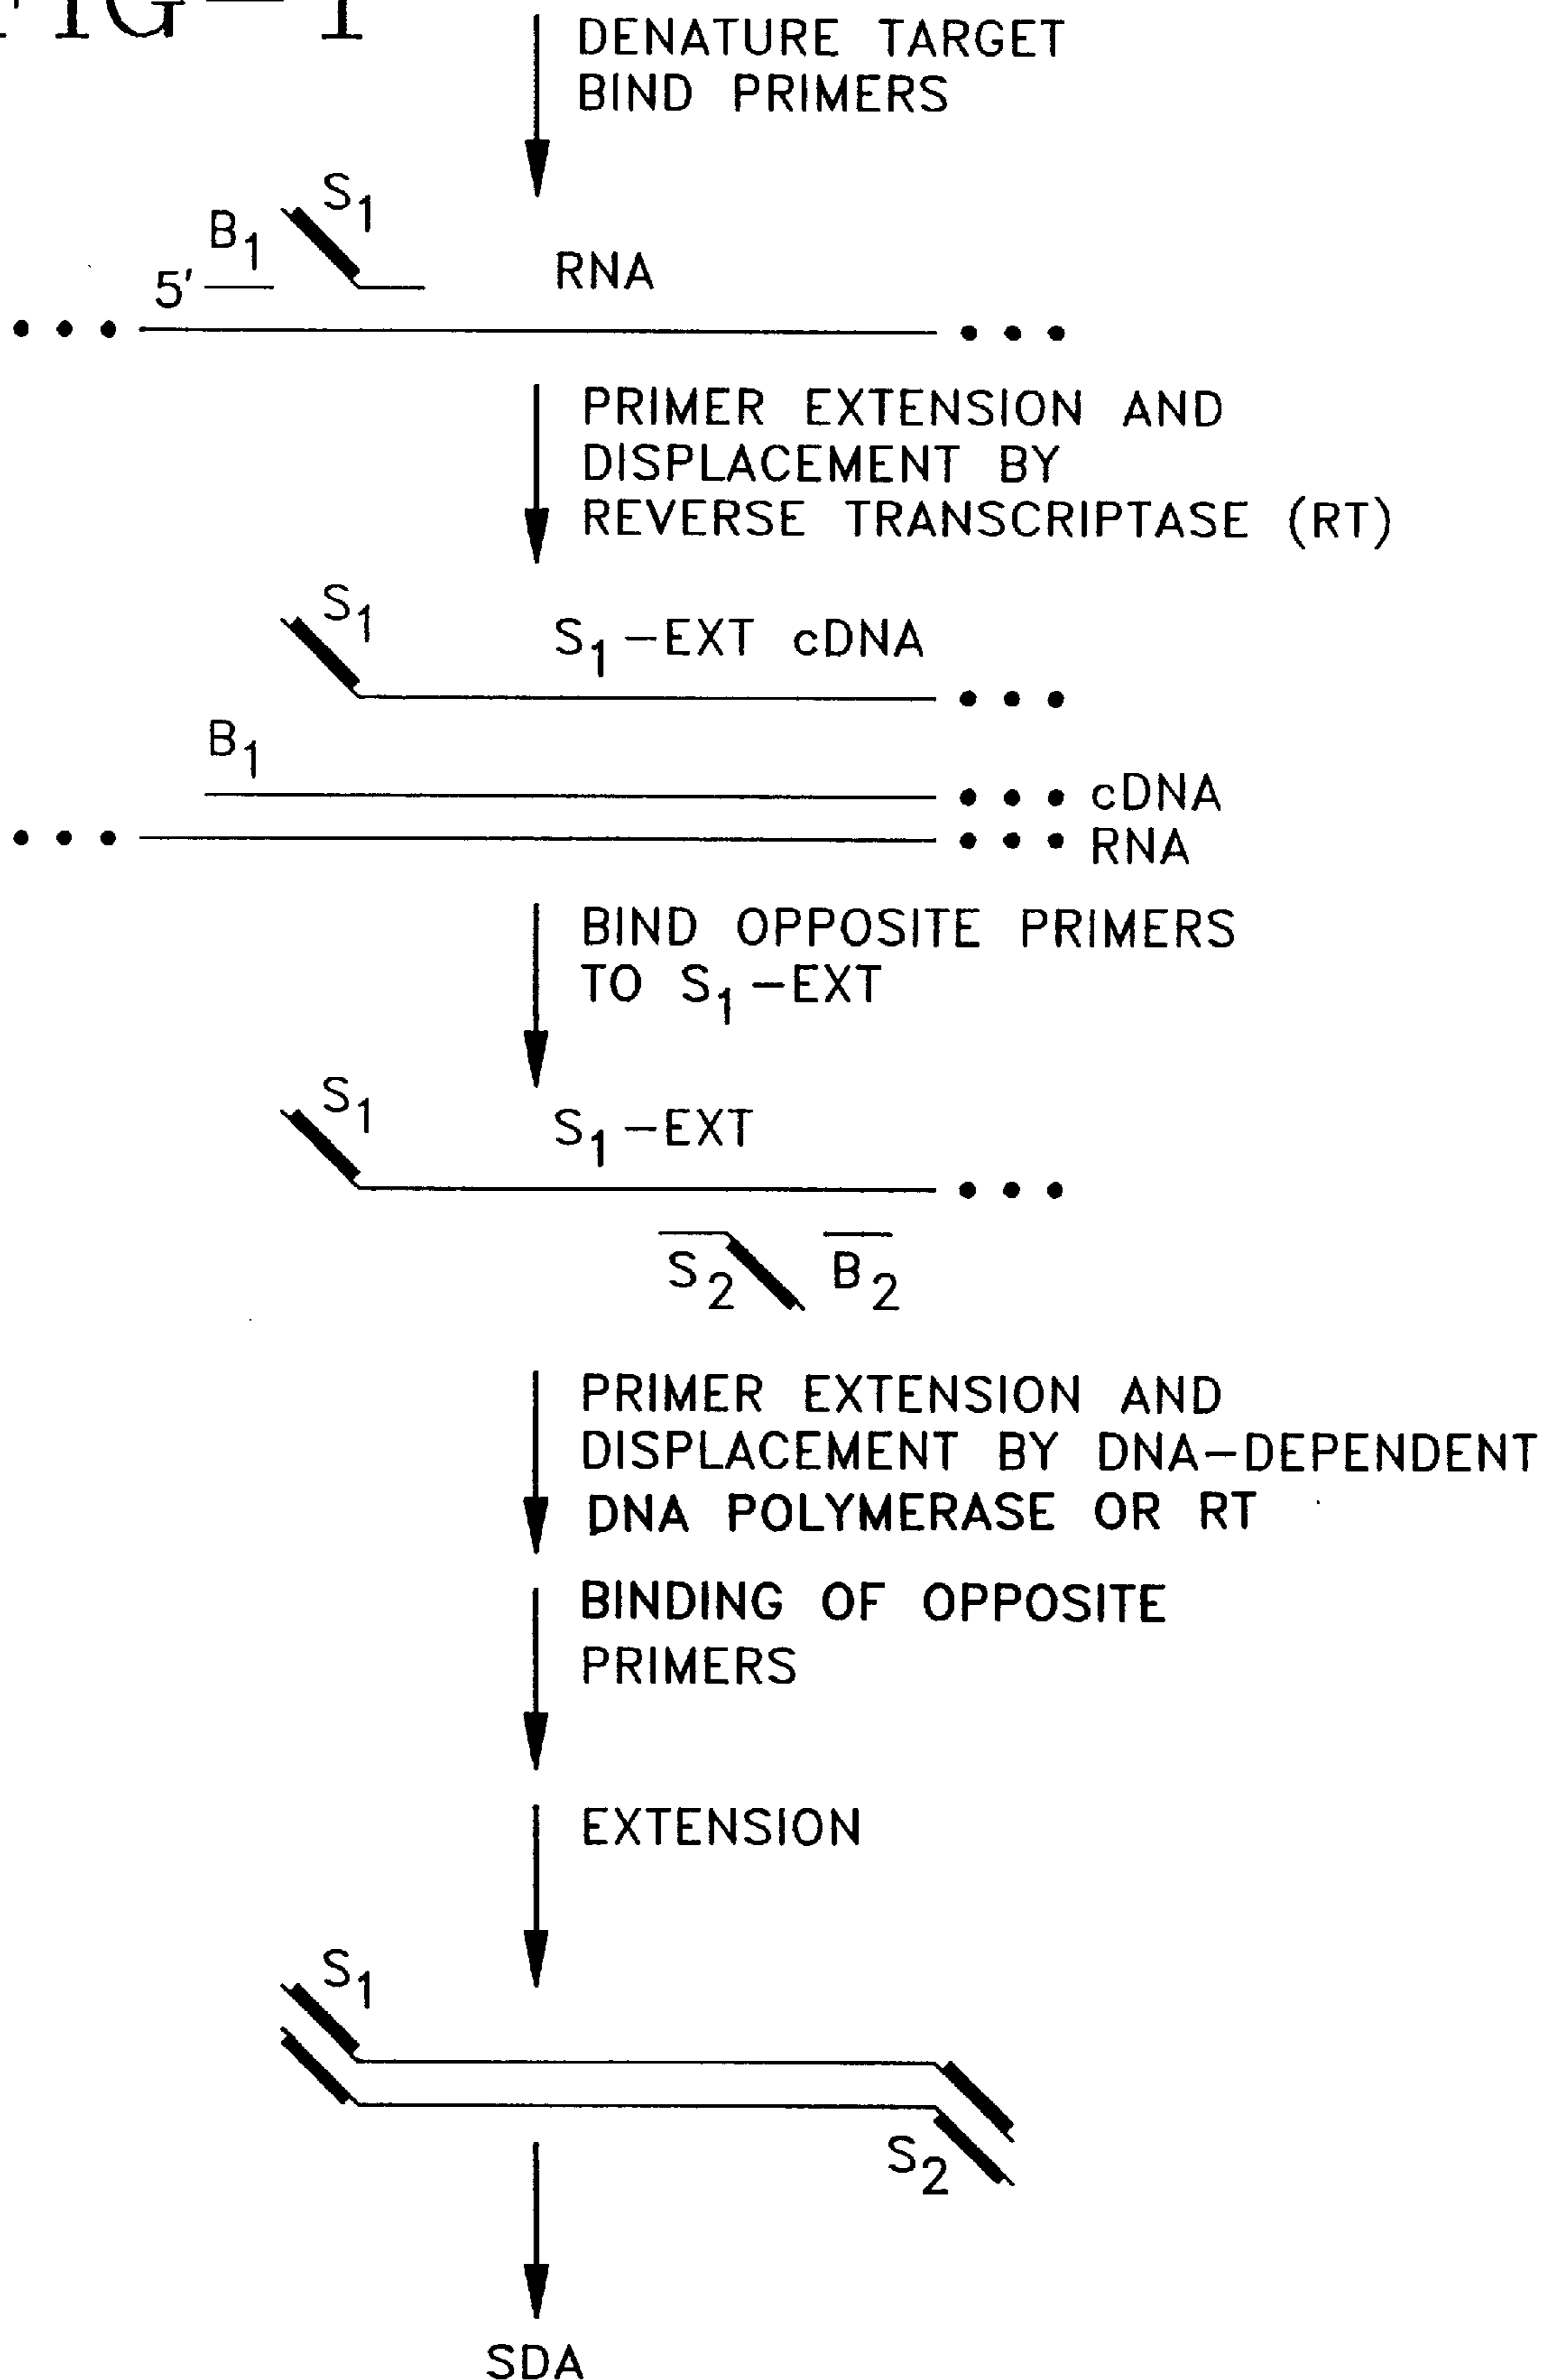 FIG-1
DENATURE TARGET
BIND PRIMERS
S1
B1
5' RNA
PRIMER EXTENSION AND
DISPLACEMENT BY
REVERSE TRANSCRIPTASE (RT)
S1
S1-EXT cDNA
B1
cDNA
RNA
BIND OPPOSITE PRIMERS
TO S1-EXT
S1
S1-EXT
S2 B2
PRIMER EXTENSION AND
DISPLACEMENT BY DNA-DEPENDENT
DNA POLYMERASE OR RT
BINDING OF OPPOSITE
PRIMERS
EXTENSION
S1
S2
SDA